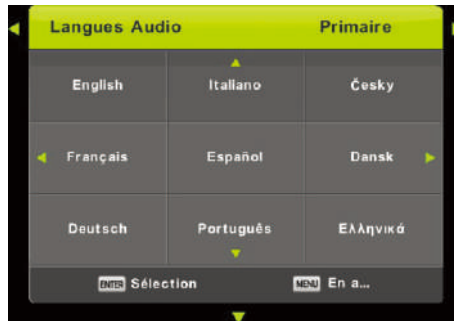 Langues Audio Primaire
English Italiano Česky
Français Español Dansk
Deutsch Português Ελληνικά
ENTER Sélection MENU En a...